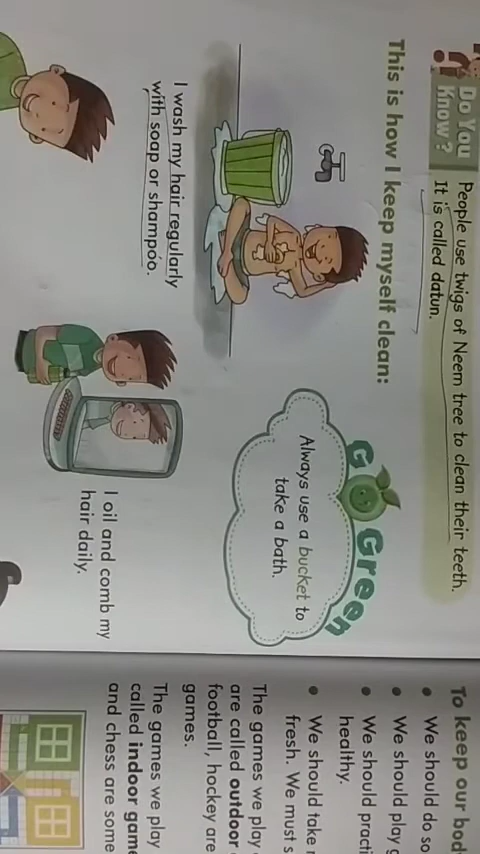 Do You
Know?
People use twigs of Neem tree to clean their teeth.
It is called datun.
This is how I keep myself clean:
Go Green
Always use a bucket to
take a bath.
I wash my hair regularly
with soap or shampoo.
I oil and comb my
hair daily.
To keep our
We should do
We should play
We should
healthy.
We should take
fresh. We must
The games we play
are called outdoor
football, hockey are
games.
The games we play
called indoor
and chess are some